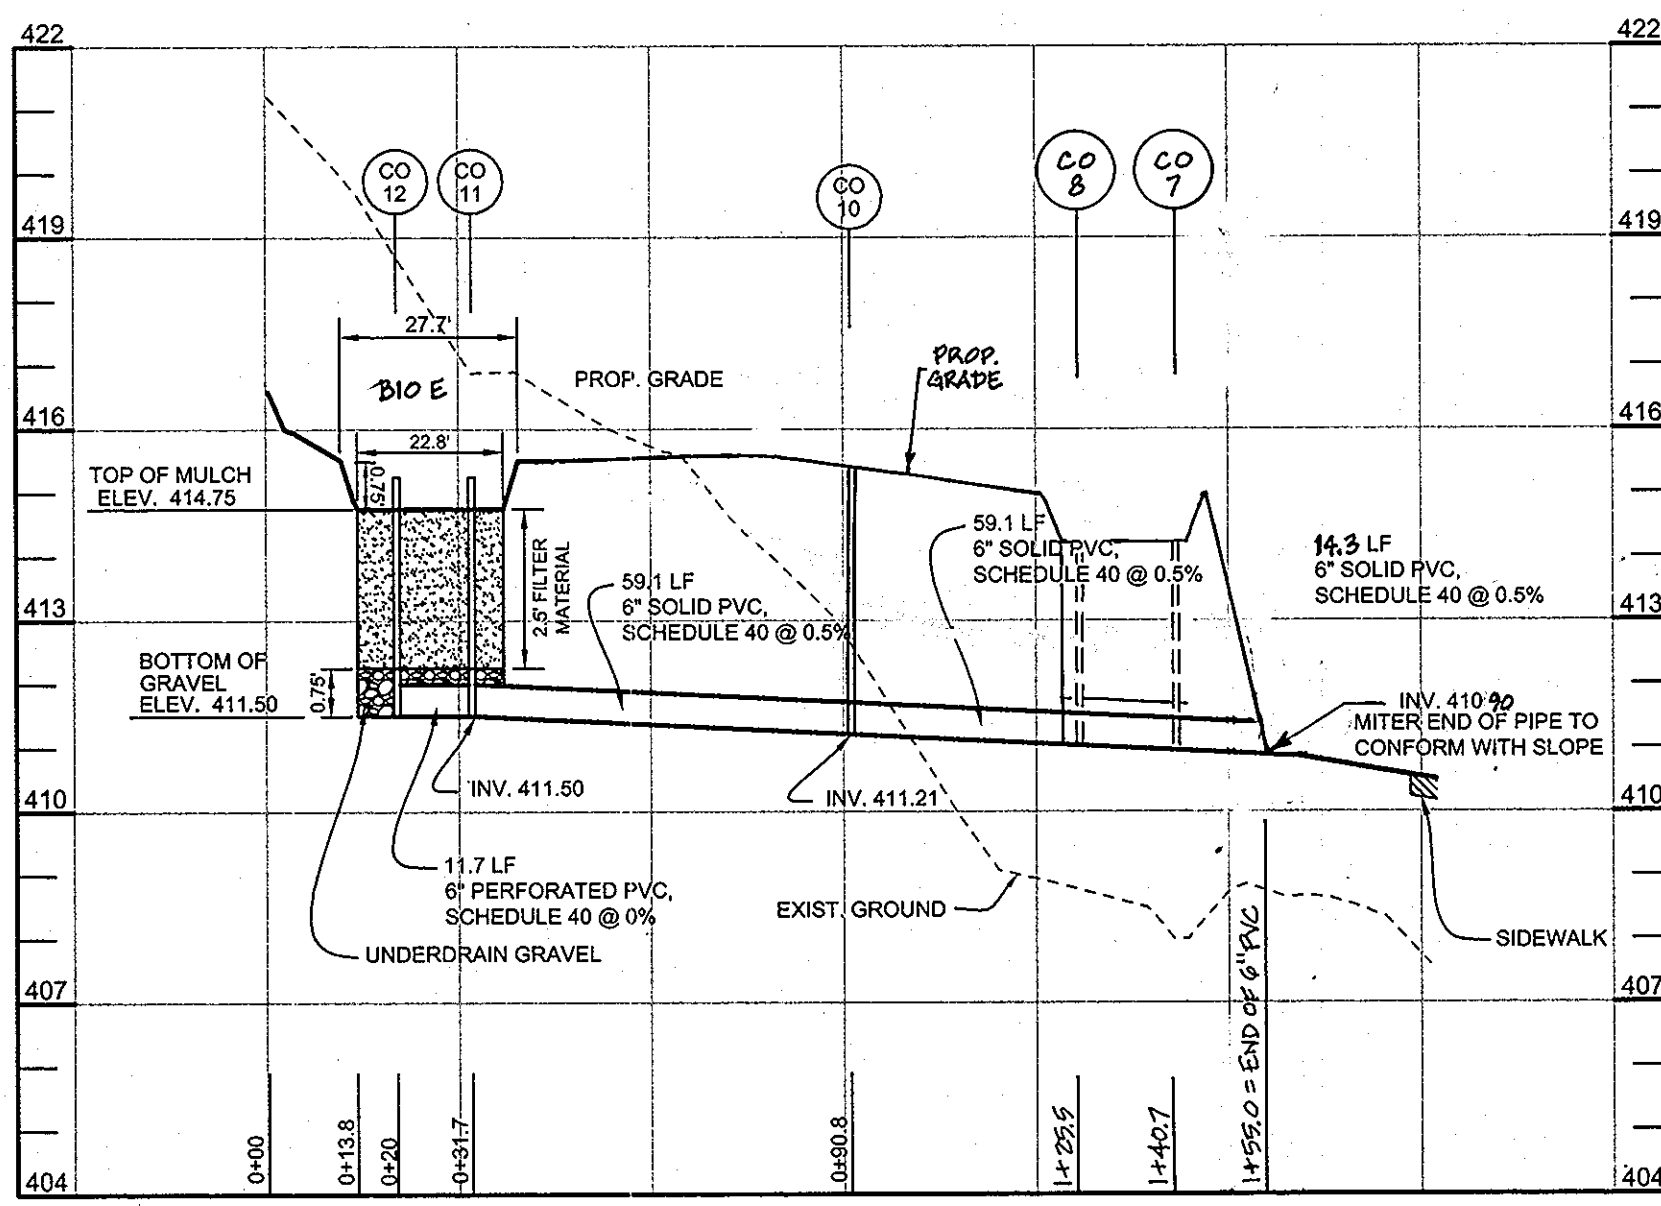 422
422
CO
12
CO
11
CO
10
CO
8
CO
7
419
419
27.7'
BIO E
PROP. GRADE
PROP.
GRADE
416
416
22.8'
0.75'
TOP OF MULCH
ELEV. 414.75
2.5' FILTER
MATERIAL
59.1 LF
6" SOLID PVC,
SCHEDULE 40 @ 0.5%
59.1 LF
6" SOLID PVC,
SCHEDULE 40 @ 0.5%
14.3 LF
6" SOLID PVC,
SCHEDULE 40 @ 0.5%
413
413
BOTTOM OF
GRAVEL
ELEV. 411.50
0.75'
INV. 410.90
MITER END OF PIPE TO
CONFORM WITH SLOPE
INV. 411.50
INV. 411.21
410
410
11.7 LF
6" PERFORATED PVC,
SCHEDULE 40 @ 0%
UNDERDRAIN GRAVEL
EXIST. GROUND
SIDEWALK
407
407
0+00
0+13.8
0+20
0+31.7
0+90.8
1+25.5
1+40.7
1+55.0 = END OF 6" PVC
404
404